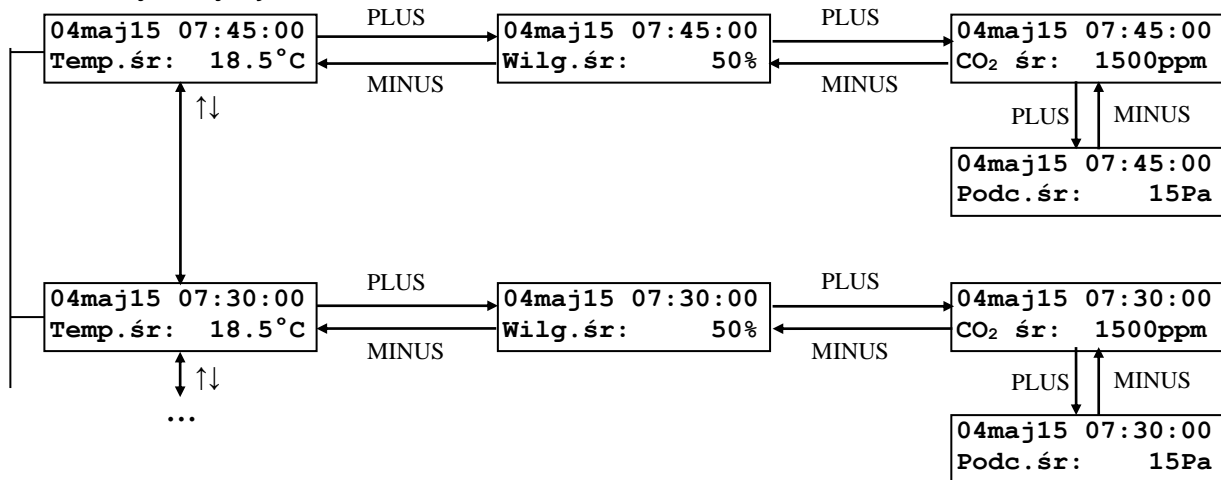 04maj15 07:45:00
Temp.śr: 18.5°C
PLUS
MINUS
04maj15 07:45:00
Wilg.śr: 50%
PLUS
MINUS
04maj15 07:45:00
CO₂ śr: 1500ppm
↑↓
PLUS MINUS
04maj15 07:45:00
Podc.śr: 15Pa
04maj15 07:30:00
Temp.śr: 18.5°C
PLUS
MINUS
04maj15 07:30:00
Wilg.śr: 50%
PLUS
MINUS
04maj15 07:30:00
CO₂ śr: 1500ppm
↑↓
...
PLUS MINUS
04maj15 07:30:00
Podc.śr: 15Pa